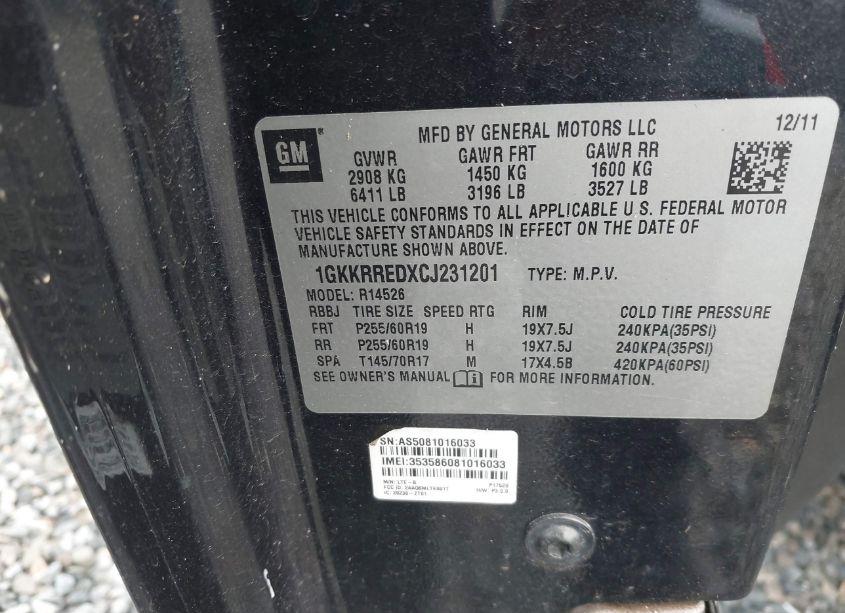 12/11
GM
MFD BY GENERAL MOTORS LLC
GVWR GAWR FRT GAWR RR
2908 KG 1450 KG 1600 KG
6411 LB 3196 LB 3527 LB
THIS VEHICLE CONFORMS TO ALL APPLICABLE U.S. FEDERAL MOTOR
VEHICLE SAFETY STANDARDS IN EFFECT ON THE DATE OF
MANUFACTURE SHOWN ABOVE.
1GKKRREDXCJ231201 TYPE: M.P.V.
MODEL: R14526
RBBJ TIRE SIZE SPEED RTG RIM COLD TIRE PRESSURE
FRT P255/60R19 H 19X7.5J 240KPA(35PSI)
RR P255/60R19 H 19X7.5J 240KPA(35PSI)
SPA T145/70R17 M 17X4.5B 420KPA(60PSI)
SEE OWNER'S MANUAL FOR MORE INFORMATION.
SN:AS5081016033
IMEI:353586081016033
M/N: LTE-
FCC ID:
IC: